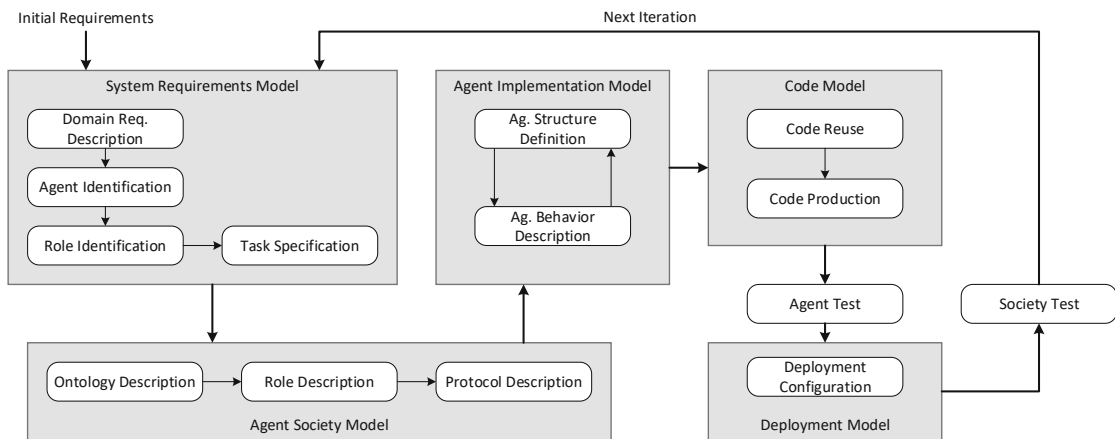 Initial Requirements
Next Iteration
System Requirements Model
Domain Req.
Description
Agent Identification
Role Identification
Task Specification
Agent Implementation Model
Ag. Structure
Definition
Ag. Behavior
Description
Code Model
Code Reuse
Code Production
Agent Test
Society Test
Ontology Description
Role Description
Protocol Description
Agent Society Model
Deployment
Configuration
Deployment Model